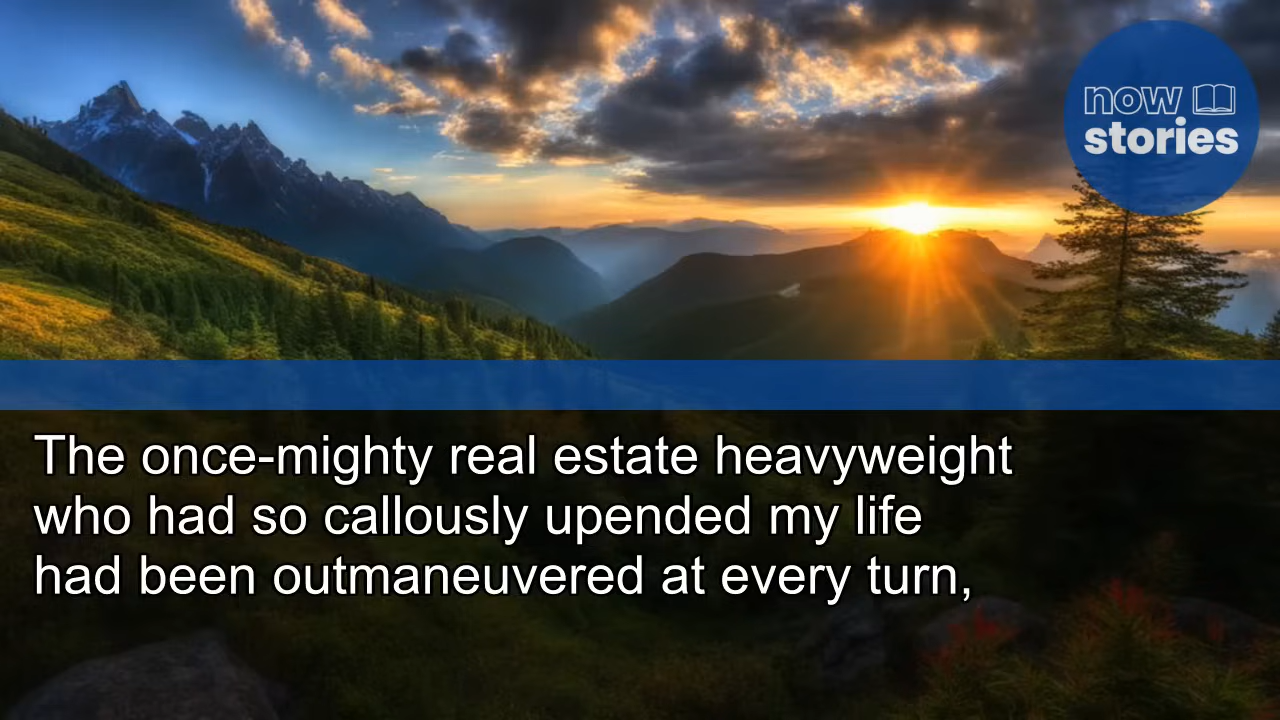 now
stories
The once-mighty real estate heavyweight
who had so callously upended my life
had been outmaneuvered at every turn,